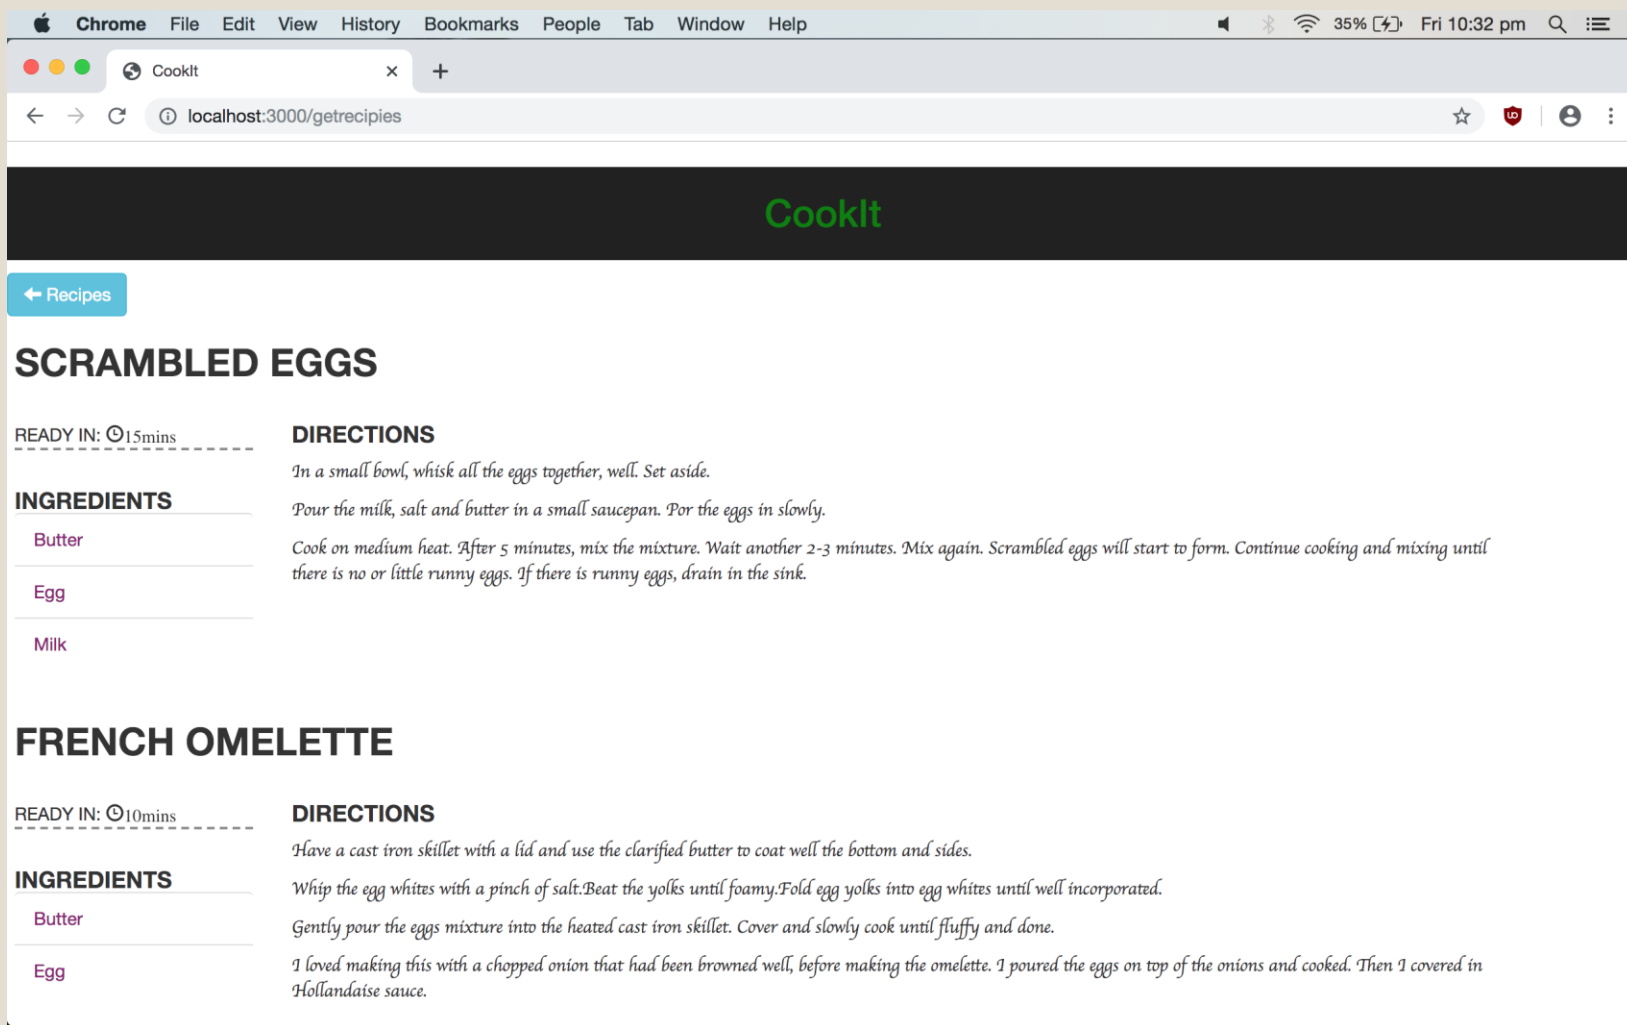 Chrome File Edit View History Bookmarks People Tab Window Help 35% Fri 10:32 pm
CookIt
localhost:3000/getrecipies
CookIt
Recipes
SCRAMBLED EGGS
READY IN: 15mins
DIRECTIONS
In a small bowl, whisk all the eggs together, well. Set aside.
INGREDIENTS
Pour the milk, salt and butter in a small saucepan. Por the eggs in slowly.
Butter
Cook on medium heat. After 5 minutes, mix the mixture. Wait another 2-3 minutes. Mix again. Scrambled eggs will start to form. Continue cooking and mixing until
there is no or little runny eggs. If there is runny eggs, drain in the sink.
Egg
Milk
FRENCH OMELETTE
READY IN: 10mins
DIRECTIONS
Have a cast iron skillet with a lid and use the clarified butter to coat well the bottom and sides.
INGREDIENTS
Whip the egg whites with a pinch of salt.Beat the yolks until foamy.Fold egg yolks into egg whites until well incorporated.
Butter
Gently pour the eggs mixture into the heated cast iron skillet. Cover and slowly cook until fluffy and done.
Egg
I loved making this with a chopped onion that had been browned well, before making the omelette. I poured the eggs on top of the onions and cooked. Then I covered in
Hollandaise sauce.